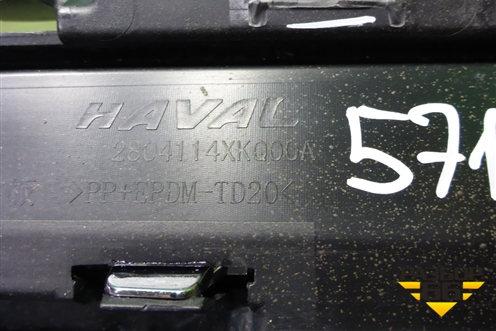 HAVAL
2804114XKQ00A
>PP+EPDM-TD20<
571